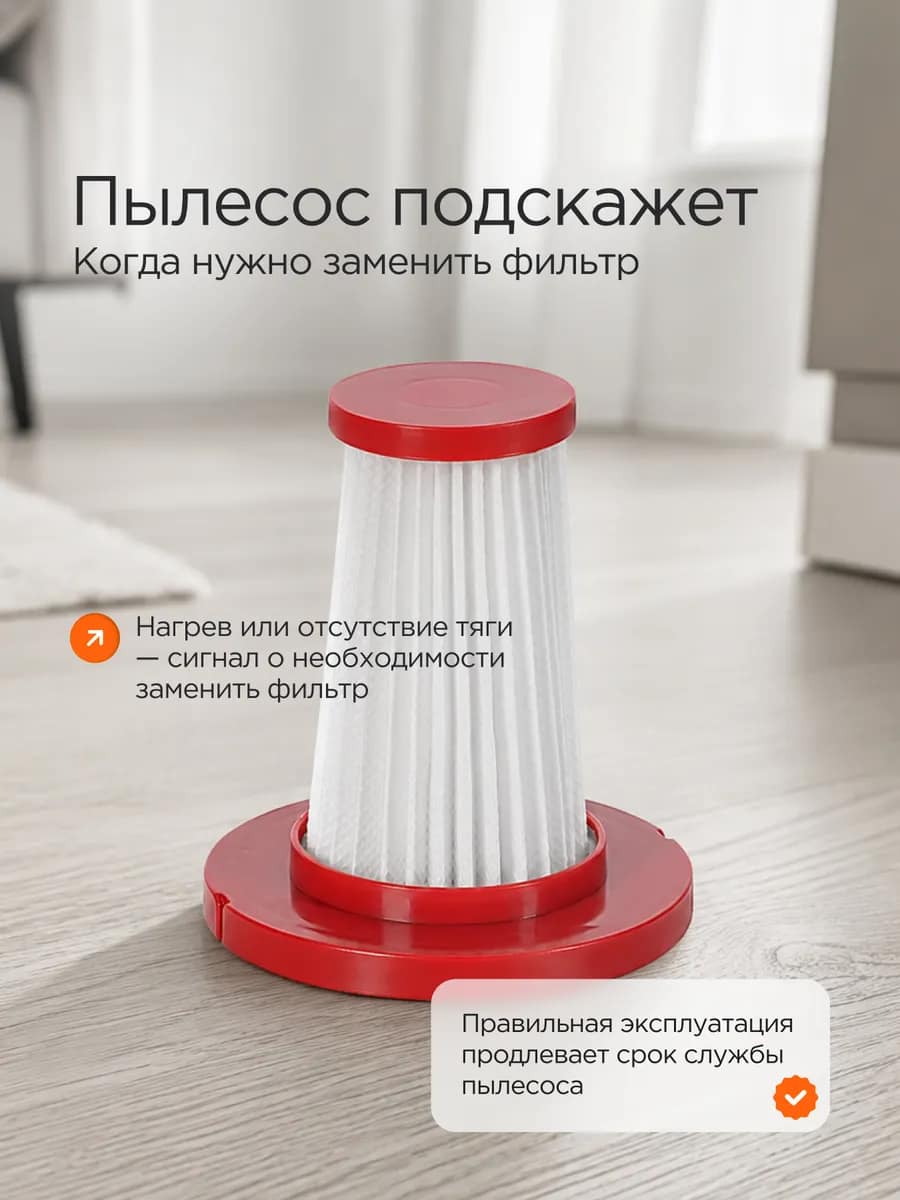 Пылесос подскажет
Когда нужно заменить фильтр
Нагрев или отсутствие тяги
— сигнал о необходимости
заменить фильтр
Правильная эксплуатация
продлевает срок службы
пылесоса